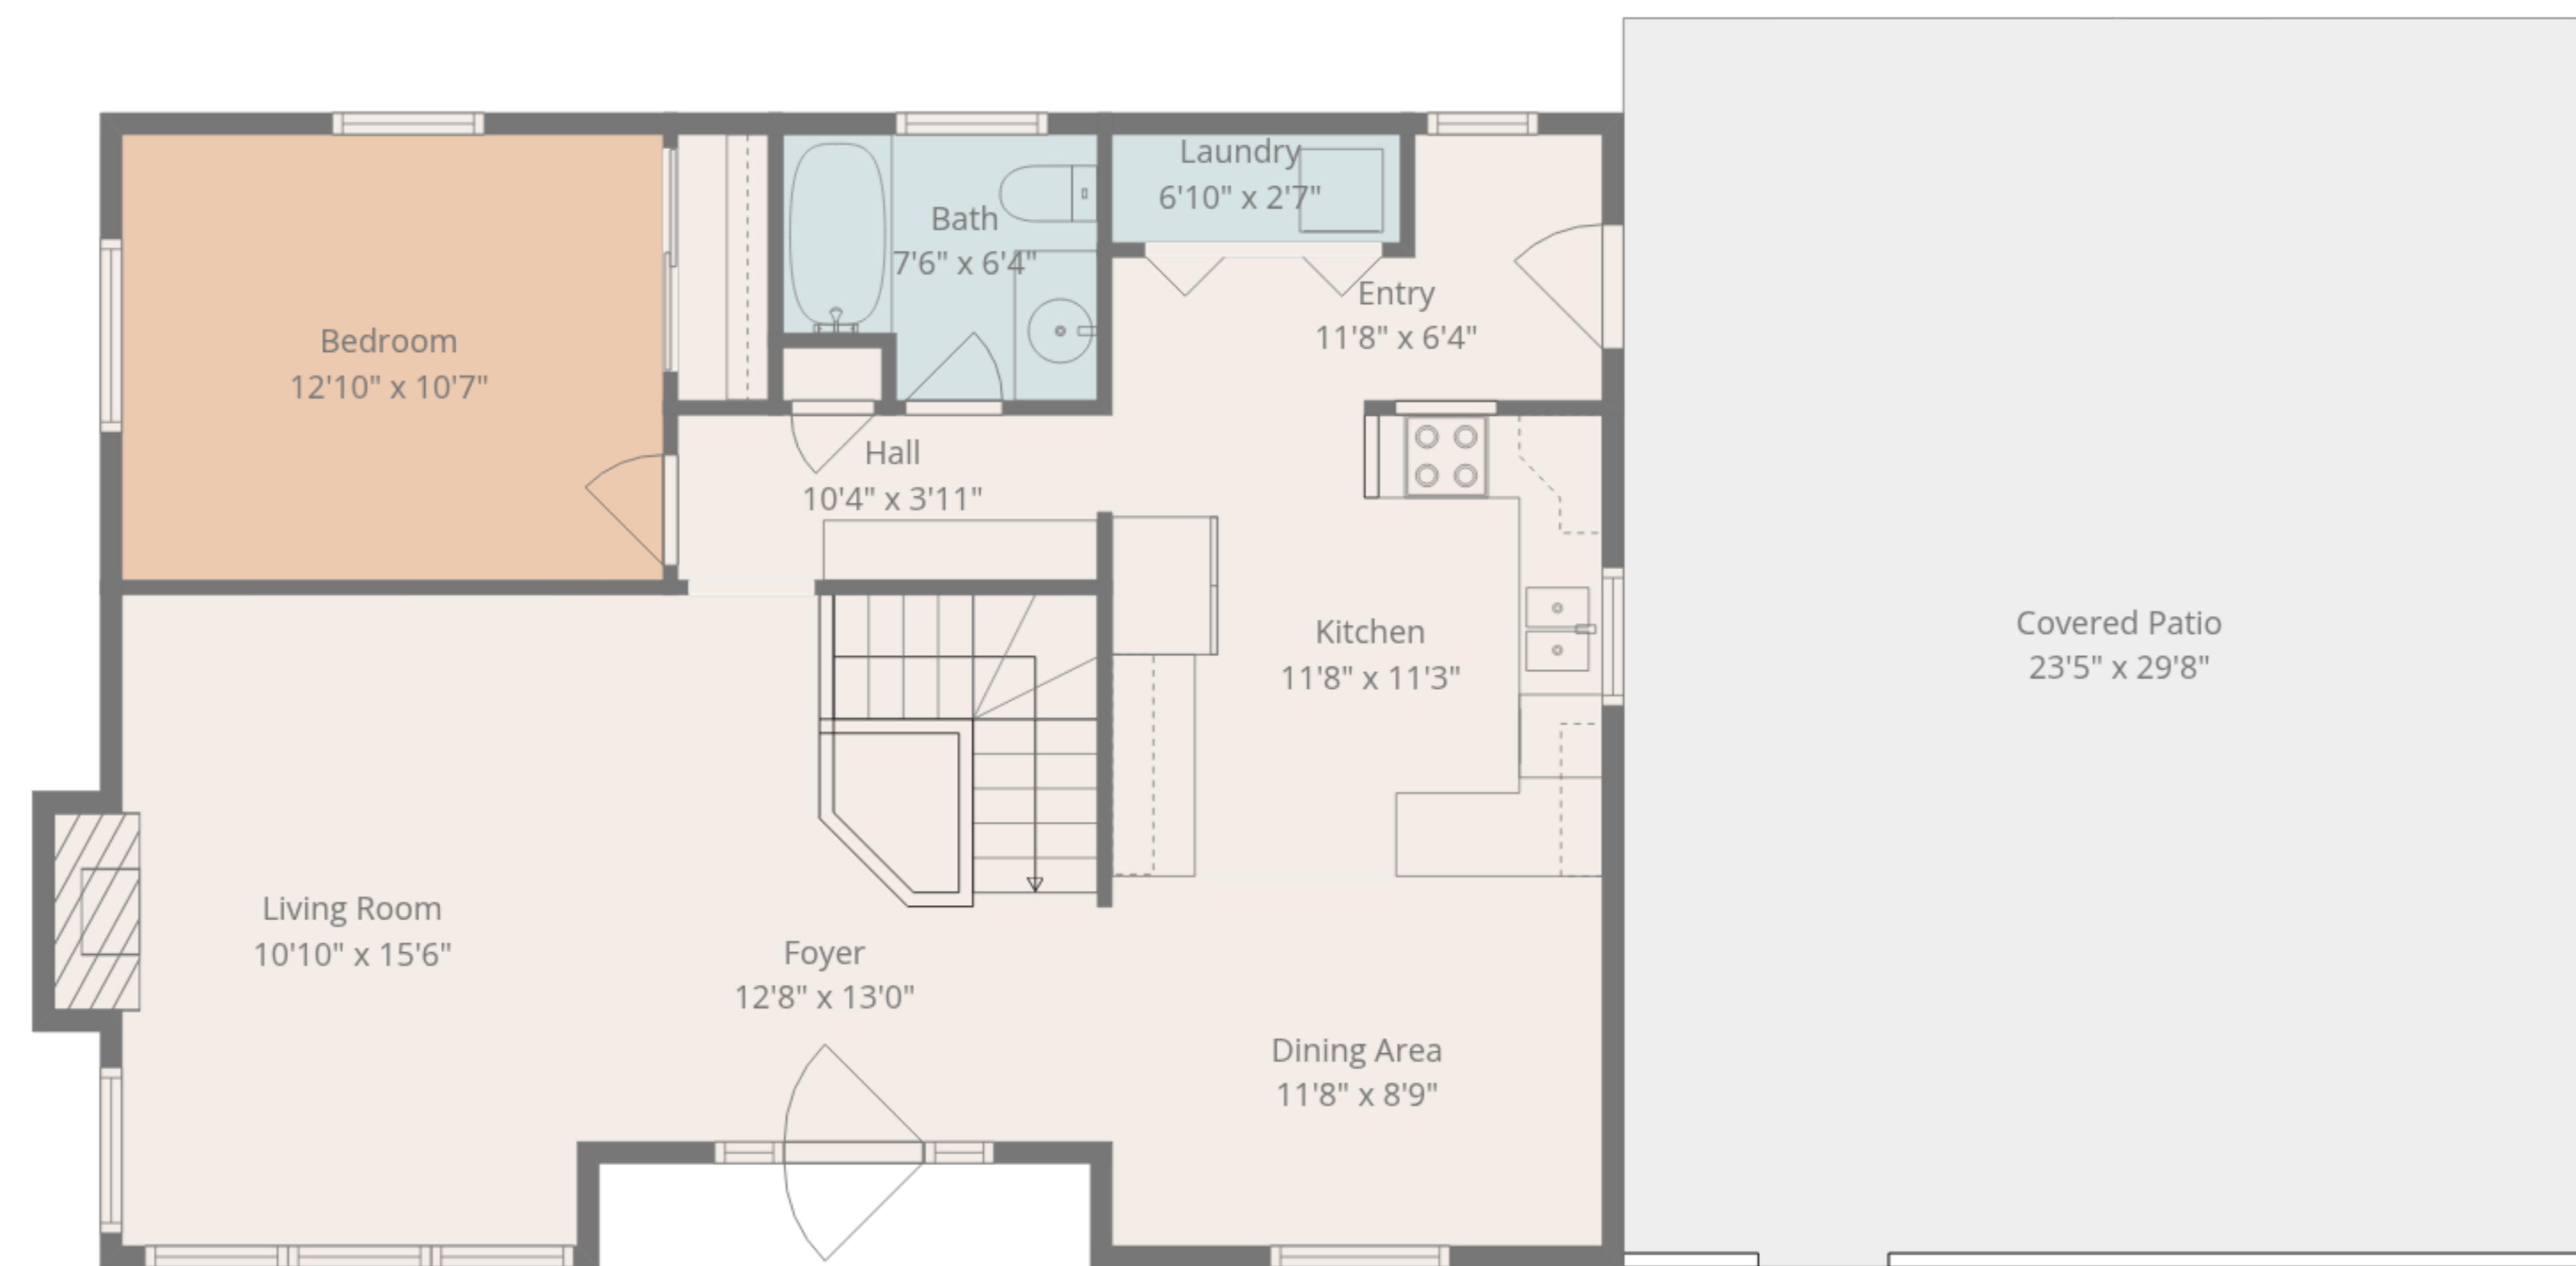 Laundry
6'10" x 2'7"
Bath
7'6" x 6'4"
Entry
11'8" x 6'4"
Bedroom
12'10" x 10'7"
Hall
10'4" x 3'11"
Kitchen
11'8" x 11'3"
Covered Patio
23'5" x 29'8"
Living Room
10'10" x 15'6"
Foyer
12'8" x 13'0"
Dining Area
11'8" x 8'9"